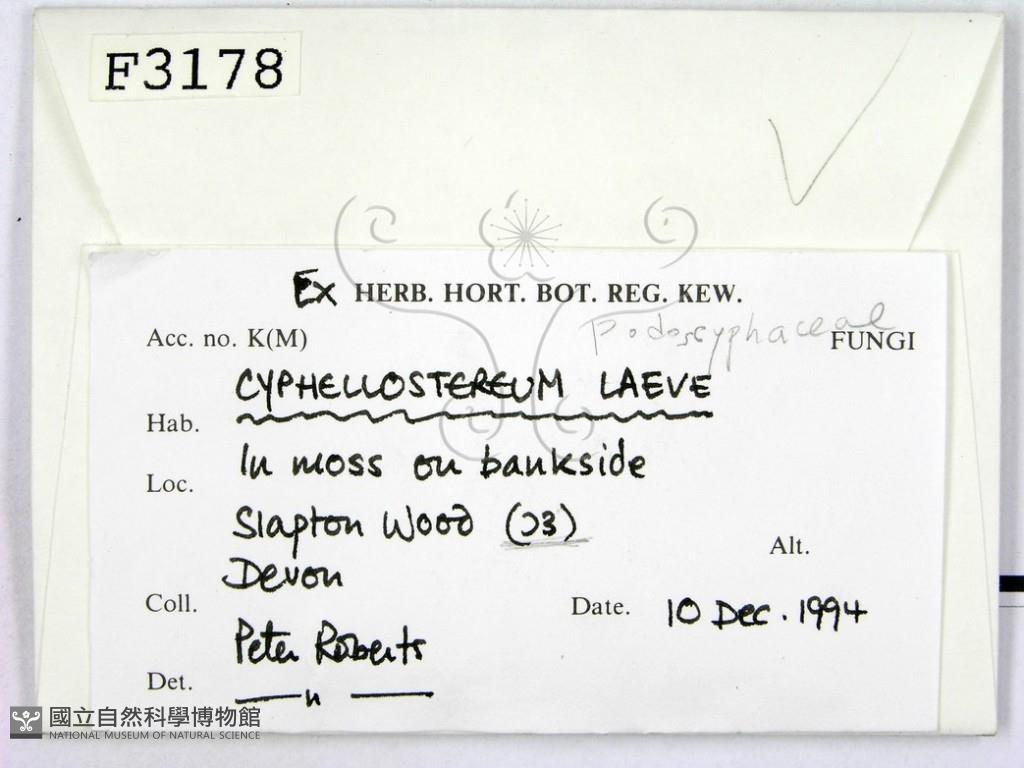 F3178
Ex HERB. HORT. BOT. REG. KEW.
Podoscyphaceae
Acc. no. K(M)
FUNGI
CYPHELLOSTEREUM LAEVE
Hab.
In moss on bankside
Loc.
Slapton Wood (J3)
Alt.
Devon
Coll.
Date. 10 Dec. 1994
Peter Roberts
Det.
— " —
國立自然科學博物館
NATIONAL MUSEUM OF NATURAL SCIENCE